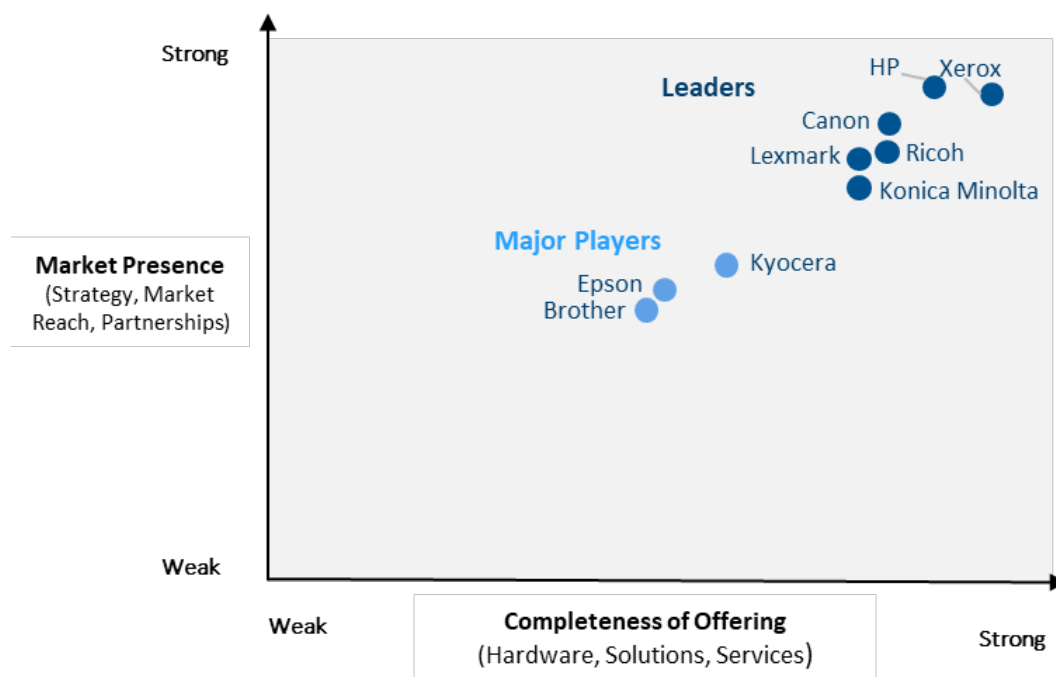 Strong
HP
Xerox
Leaders
Canon
Lexmark
Ricoh
Konica Minolta
Major Players
Kyocera
Epson
Brother
Market Presence
(Strategy, Market
Reach, Partnerships)
Weak
Weak
Completeness of Offering
(Hardware, Solutions, Services)
Strong